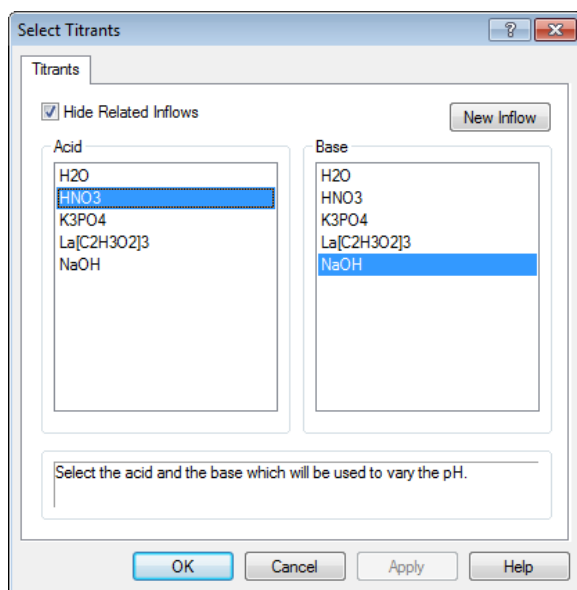 Select Titrants
Titrants
Hide Related Inflows
New Inflow
Acid
H2O
HNO3
K3PO4
La[C2H3O2]3
NaOH
Base
H2O
HNO3
K3PO4
La[C2H3O2]3
NaOH
Select the acid and the base which will be used to vary the pH.
OK
Cancel
Apply
Help